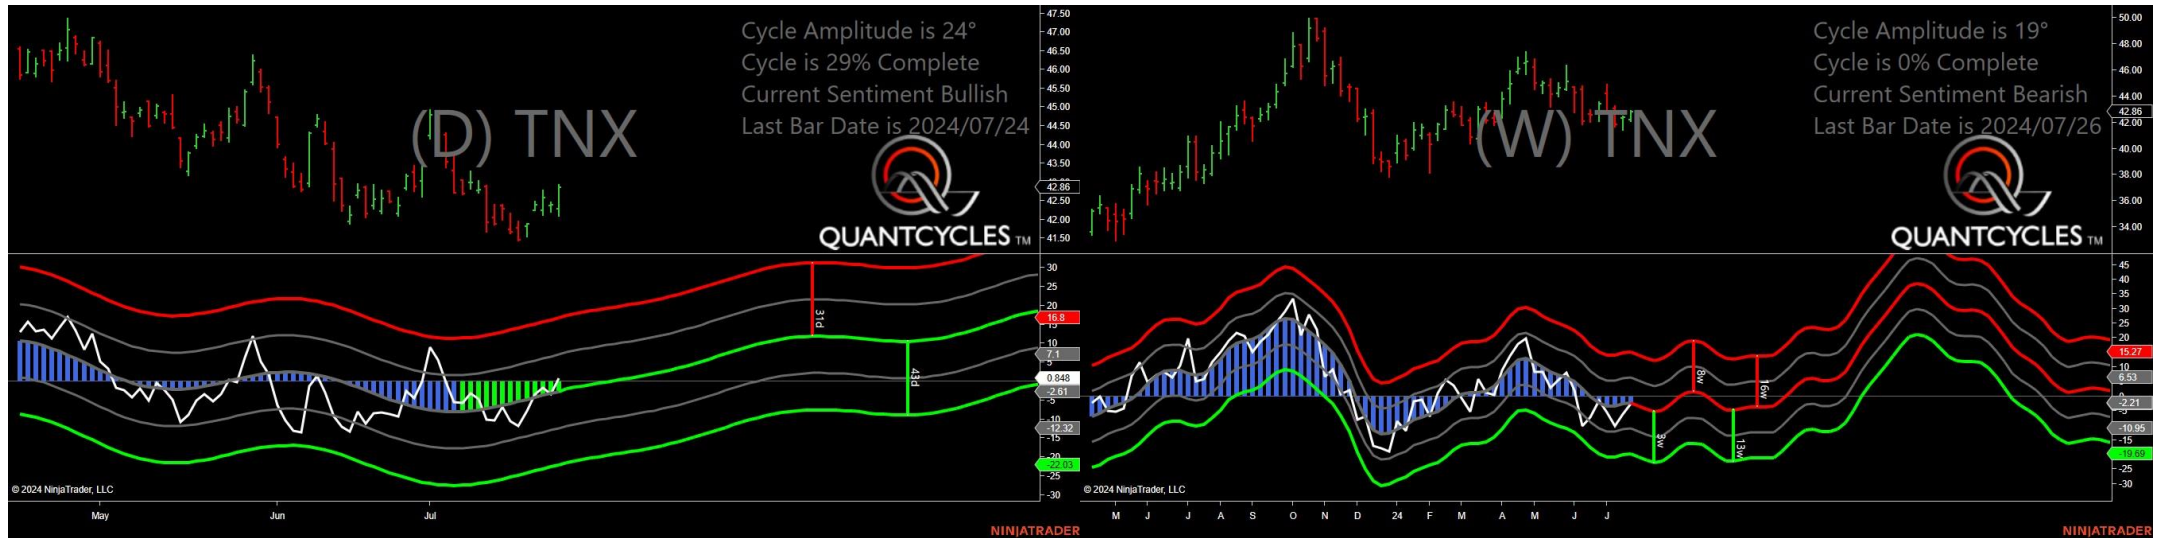 Cycle Amplitude is 24°
Cycle is 29% Complete
Current Sentiment Bullish
Last Bar Date is 2024/07/24
(D) TNX
QUANTCYCLES TM
47.50
47.00
46.50
46.00
45.50
45.00
44.50
44.00
43.50
42.86
42.50
42.00
41.50
30
25
20
16.8
15
10
7.1
5
0.848
-2.61
-5
-12.32
-15
-20
-22.03
-25
-30
31d
43d
© 2024 NinjaTrader, LLC
May
Jun
Jul
NINJATRADER
Cycle Amplitude is 19°
Cycle is 0% Complete
Current Sentiment Bearish
Last Bar Date is 2024/07/26
(W) TNX
QUANTCYCLES TM
50.00
48.00
46.00
44.00
42.86
42.00
40.00
38.00
36.00
34.00
45
40
35
30
25
20
15.27
10
6.53
-2.21
-10.95
-15
-19.69
-25
-30
8w
16w
3w
13w
© 2024 NinjaTrader, LLC
M J J A S O N D 24 F M A M J J
NINJATRADER